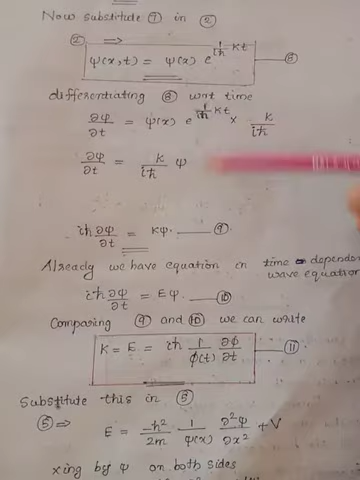 Now substitute ⑦ in ②
② ⇒ ψ(x,t) = ψ(x) e^{1/iħ Kt} — ⑧
differentiating ⑧ wrt time
∂ψ/∂t = ψ(x) e^{1/iħ Kt} × K/iħ
∂ψ/∂t = K/iħ ψ
iħ ∂ψ/∂t = Kψ. — ⑨
Already we have equation in time dependent
wave equation
iħ ∂ψ/∂t = Eψ. — ⑩
Comparing ⑨ and ⑩ we can write
K = E = iħ 1/ϕ(t) ∂ϕ/∂t — ⑪
Substitute this in ⑤
⑤ ⇒ E = -ħ²/2m 1/ψ(x) ∂²ψ/∂x² + V
xing by ψ on both sides